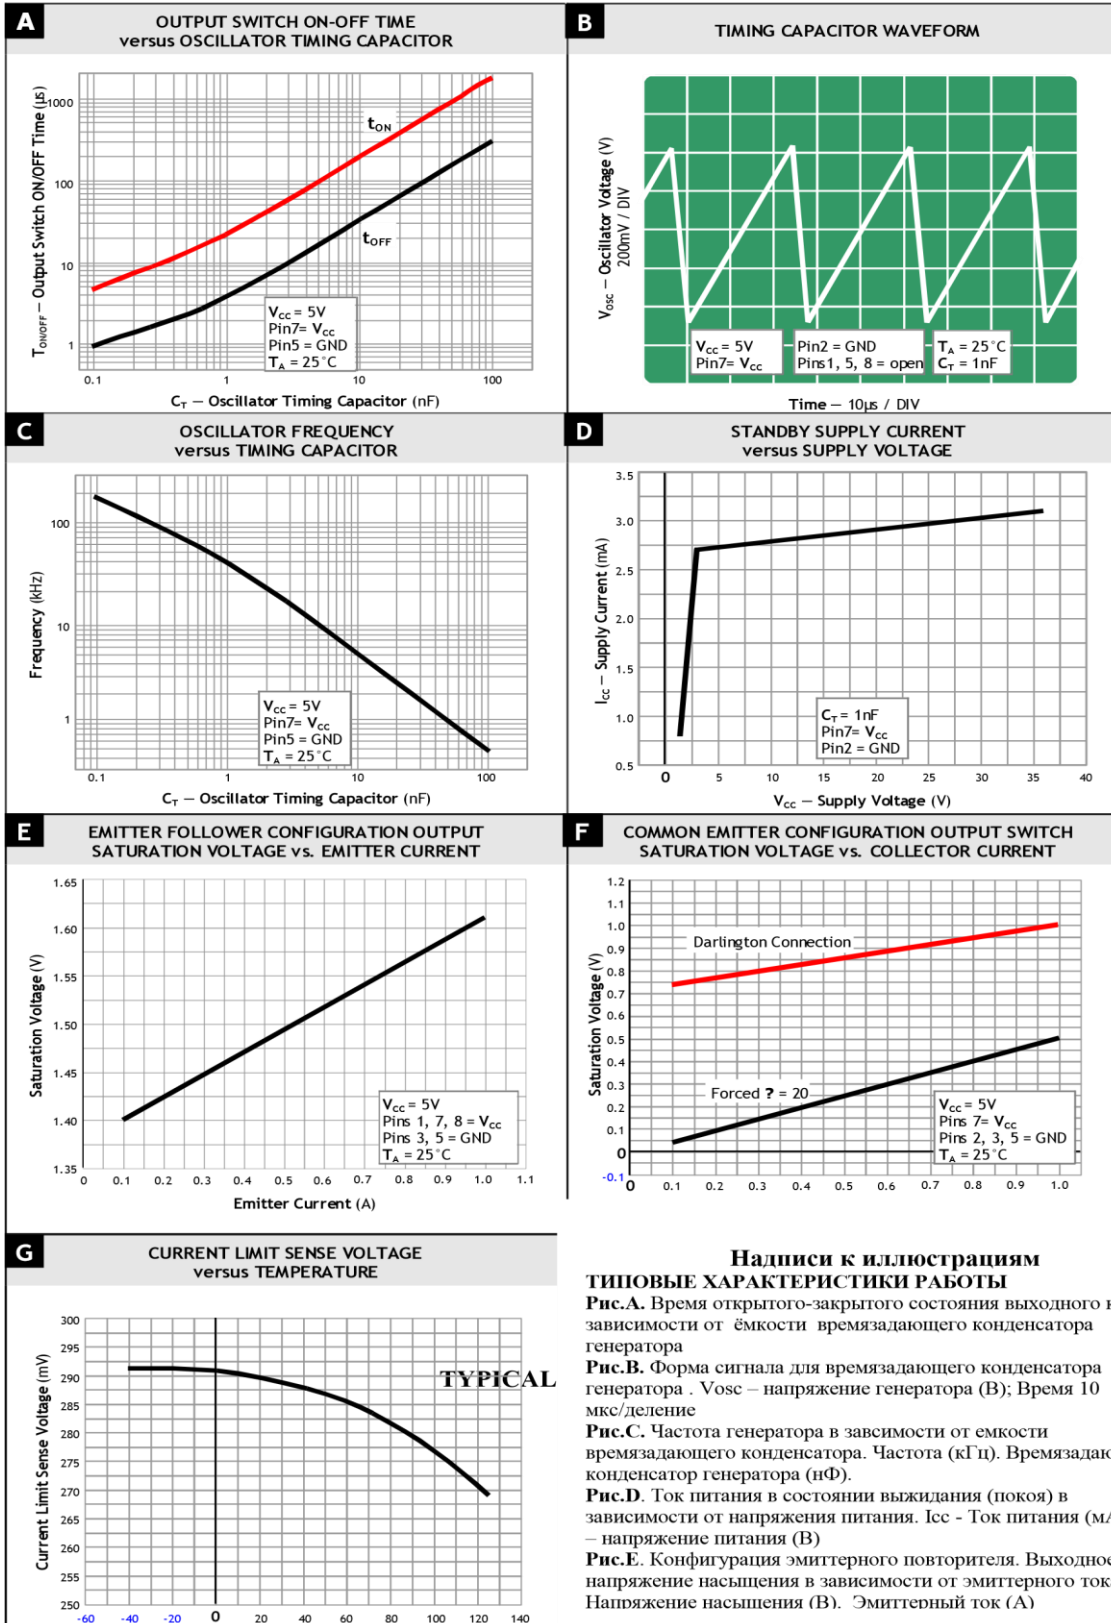 A
OUTPUT SWITCH ON-OFF TIME
versus OSCILLATOR TIMING CAPACITOR
T ON/OFF — Output Switch ON/OFF Time (µs)
1000
100
10
1
tON
tOFF
VCC = 5V
Pin7= VCC
Pin5 = GND
TA = 25°C
0.1 1 10 100
CT — Oscillator Timing Capacitor (nF)
B
TIMING CAPACITOR WAVEFORM
VOSC — Oscillator Voltage (V)
200mV / DIV
VCC = 5V
Pin7= VCC
Pin2 = GND
Pins1, 5, 8 = open
TA = 25°C
CT = 1nF
Time — 10µs / DIV
C
OSCILLATOR FREQUENCY
versus TIMING CAPACITOR
Frequency (kHz)
100
10
1
VCC = 5V
Pin7= VCC
Pin5 = GND
TA = 25°C
0.1 1 10 100
CT — Oscillator Timing Capacitor (nF)
D
STANDBY SUPPLY CURRENT
versus SUPPLY VOLTAGE
ICC — Supply Current (mA)
3.5
3.0
2.5
2.0
1.5
1.0
0.5
CT = 1nF
Pin7= VCC
Pin2 = GND
0 5 10 15 20 25 30 35 40
VCC — Supply Voltage (V)
E
EMITTER FOLLOWER CONFIGURATION OUTPUT
SATURATION VOLTAGE vs. EMITTER CURRENT
Saturation Voltage (V)
1.65
1.60
1.55
1.50
1.45
1.40
1.35
VCC = 5V
Pins 1, 7, 8 = VCC
Pins 3, 5 = GND
TA = 25°C
0 0.1 0.2 0.3 0.4 0.5 0.6 0.7 0.8 0.9 1.0 1.1
Emitter Current (A)
F
COMMON EMITTER CONFIGURATION OUTPUT SWITCH
SATURATION VOLTAGE vs. COLLECTOR CURRENT
Saturation Voltage (V)
1.2
1.1
1.0
0.9
0.8
0.7
0.6
0.5
0.4
0.3
0.2
0.1
0
-0.1
Darlington Connection
Forced ? = 20
VCC = 5V
Pins 7= VCC
Pins 2, 3, 5 = GND
TA = 25°C
0 0.1 0.2 0.3 0.4 0.5 0.6 0.7 0.8 0.9 1.0
G
CURRENT LIMIT SENSE VOLTAGE
versus TEMPERATURE
Current Limit Sense Voltage (mV)
300
295
290
285
280
275
270
265
260
255
250
TYPICAL
-60 -40 -20 0 20 40 60 80 100 120 140
Надписи к иллюстрациям
ТИПОВЫЕ ХАРАКТЕРИСТИКИ РАБОТЫ
Рис.А. Время открытого-закрытого состояния выходного
зависимости от ёмкости времязадающего конденсатора
генератора
Рис.В. Форма сигнала для времязадающего конденсатора
генератора . Vosc – напряжение генератора (В); Время 10
мкс/деление
Рис.С. Частота генератора в завсимости от емкости
времязадающего конденсатора. Частота (кГц).
конденсатор генератора (нФ).
Рис.D. Ток питания в состоянии выжидания (покоя) в
зависимости от напряжения питания. Icc - Ток питания
– напряжение питания (В)
Рис.Е. Конфигурация эмиттерного повторителя. Выходное
напряжение насыщения в зависимости от эмиттерного
Напряжение насыщения (В). Эмиттерный ток (А)